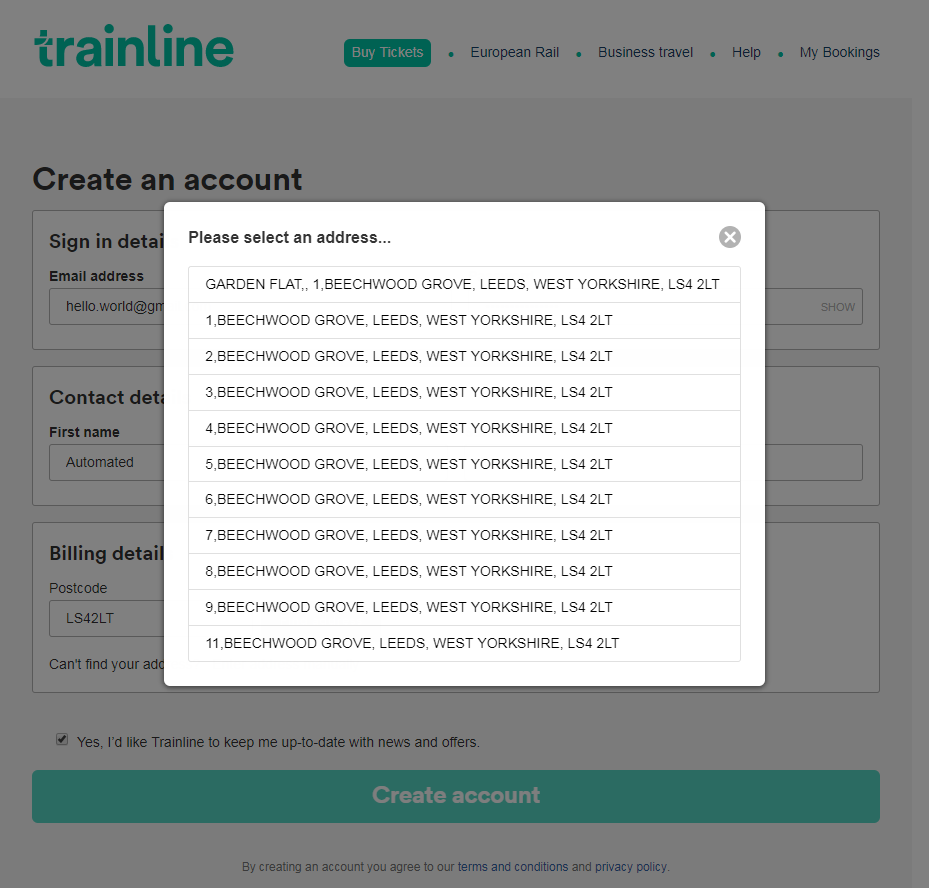 trainline
Buy Tickets • European Rail • Business travel • Help • My Bookings
Create an account
Please select an address...
Sign in detai
Email address
GARDEN FLAT,, 1,BEECHWOOD GROVE, LEEDS, WEST YORKSHIRE, LS4 2LT
hello.world@gm
SHOW
1,BEECHWOOD GROVE, LEEDS, WEST YORKSHIRE, LS4 2LT
2,BEECHWOOD GROVE, LEEDS, WEST YORKSHIRE, LS4 2LT
3,BEECHWOOD GROVE, LEEDS, WEST YORKSHIRE, LS4 2LT
Contact deta
4,BEECHWOOD GROVE, LEEDS, WEST YORKSHIRE, LS4 2LT
First name
5,BEECHWOOD GROVE, LEEDS, WEST YORKSHIRE, LS4 2LT
Automated
6,BEECHWOOD GROVE, LEEDS, WEST YORKSHIRE, LS4 2LT
7,BEECHWOOD GROVE, LEEDS, WEST YORKSHIRE, LS4 2LT
Billing detail
8,BEECHWOOD GROVE, LEEDS, WEST YORKSHIRE, LS4 2LT
Postcode
9,BEECHWOOD GROVE, LEEDS, WEST YORKSHIRE, LS4 2LT
LS42LT
11,BEECHWOOD GROVE, LEEDS, WEST YORKSHIRE, LS4 2LT
Can't find your add
Yes, I'd like Trainline to keep me up-to-date with news and offers.
Create account
By creating an account you agree to our terms and conditions and privacy policy.